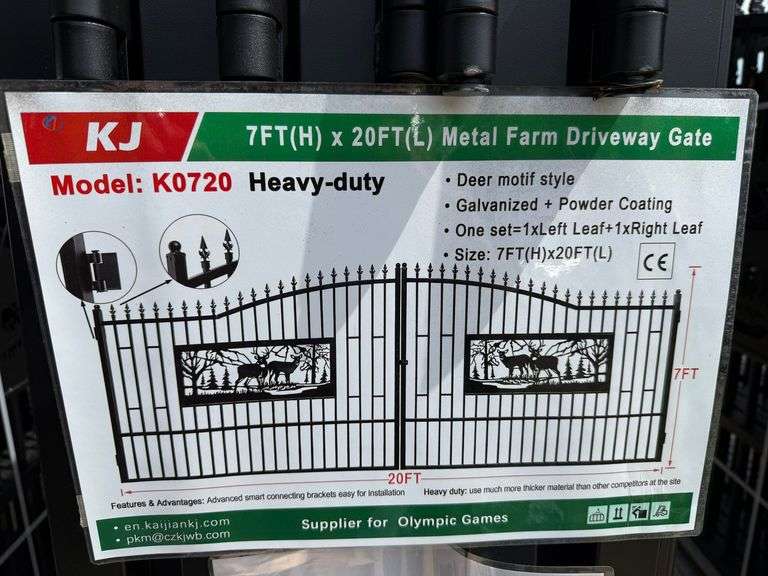 KJ 7FT(H) x 20FT(L) Metal Farm Driveway Gate
Model: K0720 Heavy-duty
• Deer motif style
• Galvanized + Powder Coating
• One set=1xLeft Leaf+1xRight Leaf
• Size: 7FT(H)x20FT(L)
CE
7FT
20FT
Features & Advantages: Advanced smart connecting brackets easy for Installation
Heavy duty: use much more thicker material than other competitors at the site
• en.kaijiankj.com
• pkm@czkjwb.com
Supplier for Olympic Games